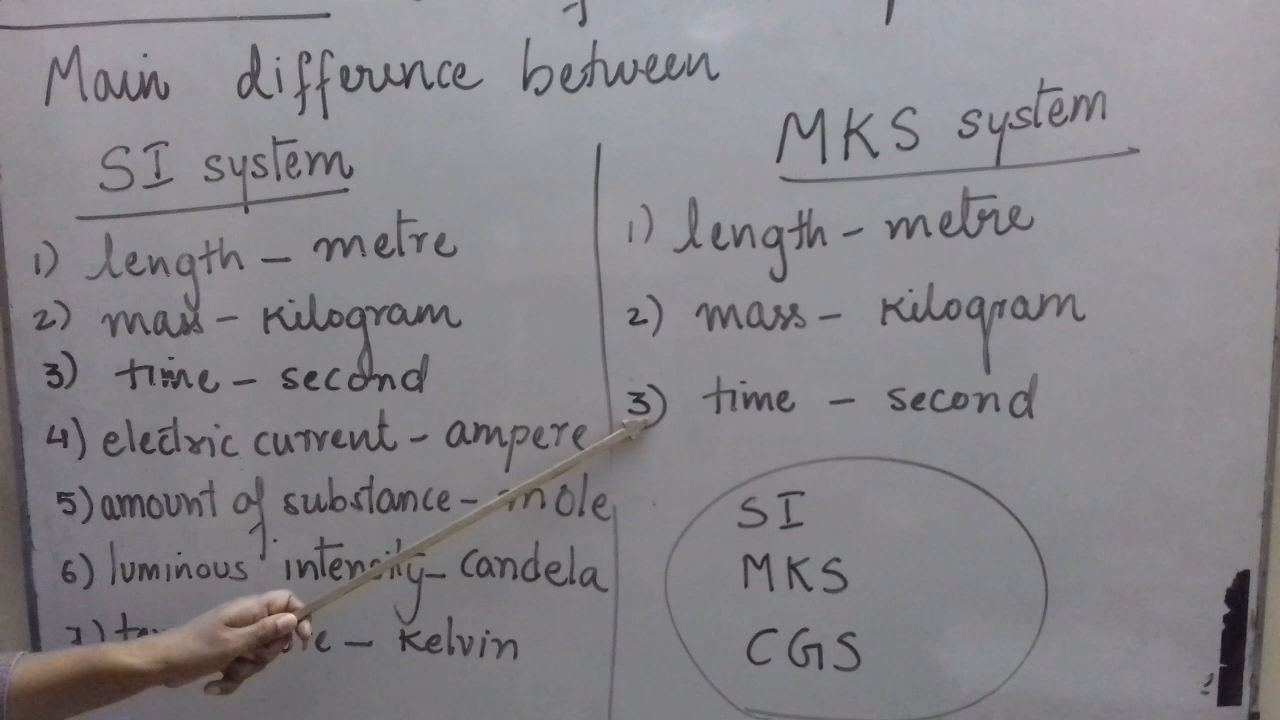 Main difference between
SI system
1) length - metre
2) mass - kilogram
3) time - second
4) electric current - ampere
5) amount of substance - mole
6) luminous intensity - candela
7) - kelvin
MKS system
1) length - metre
2) mass - kilogram
3) time - second
SI
MKS
CGS